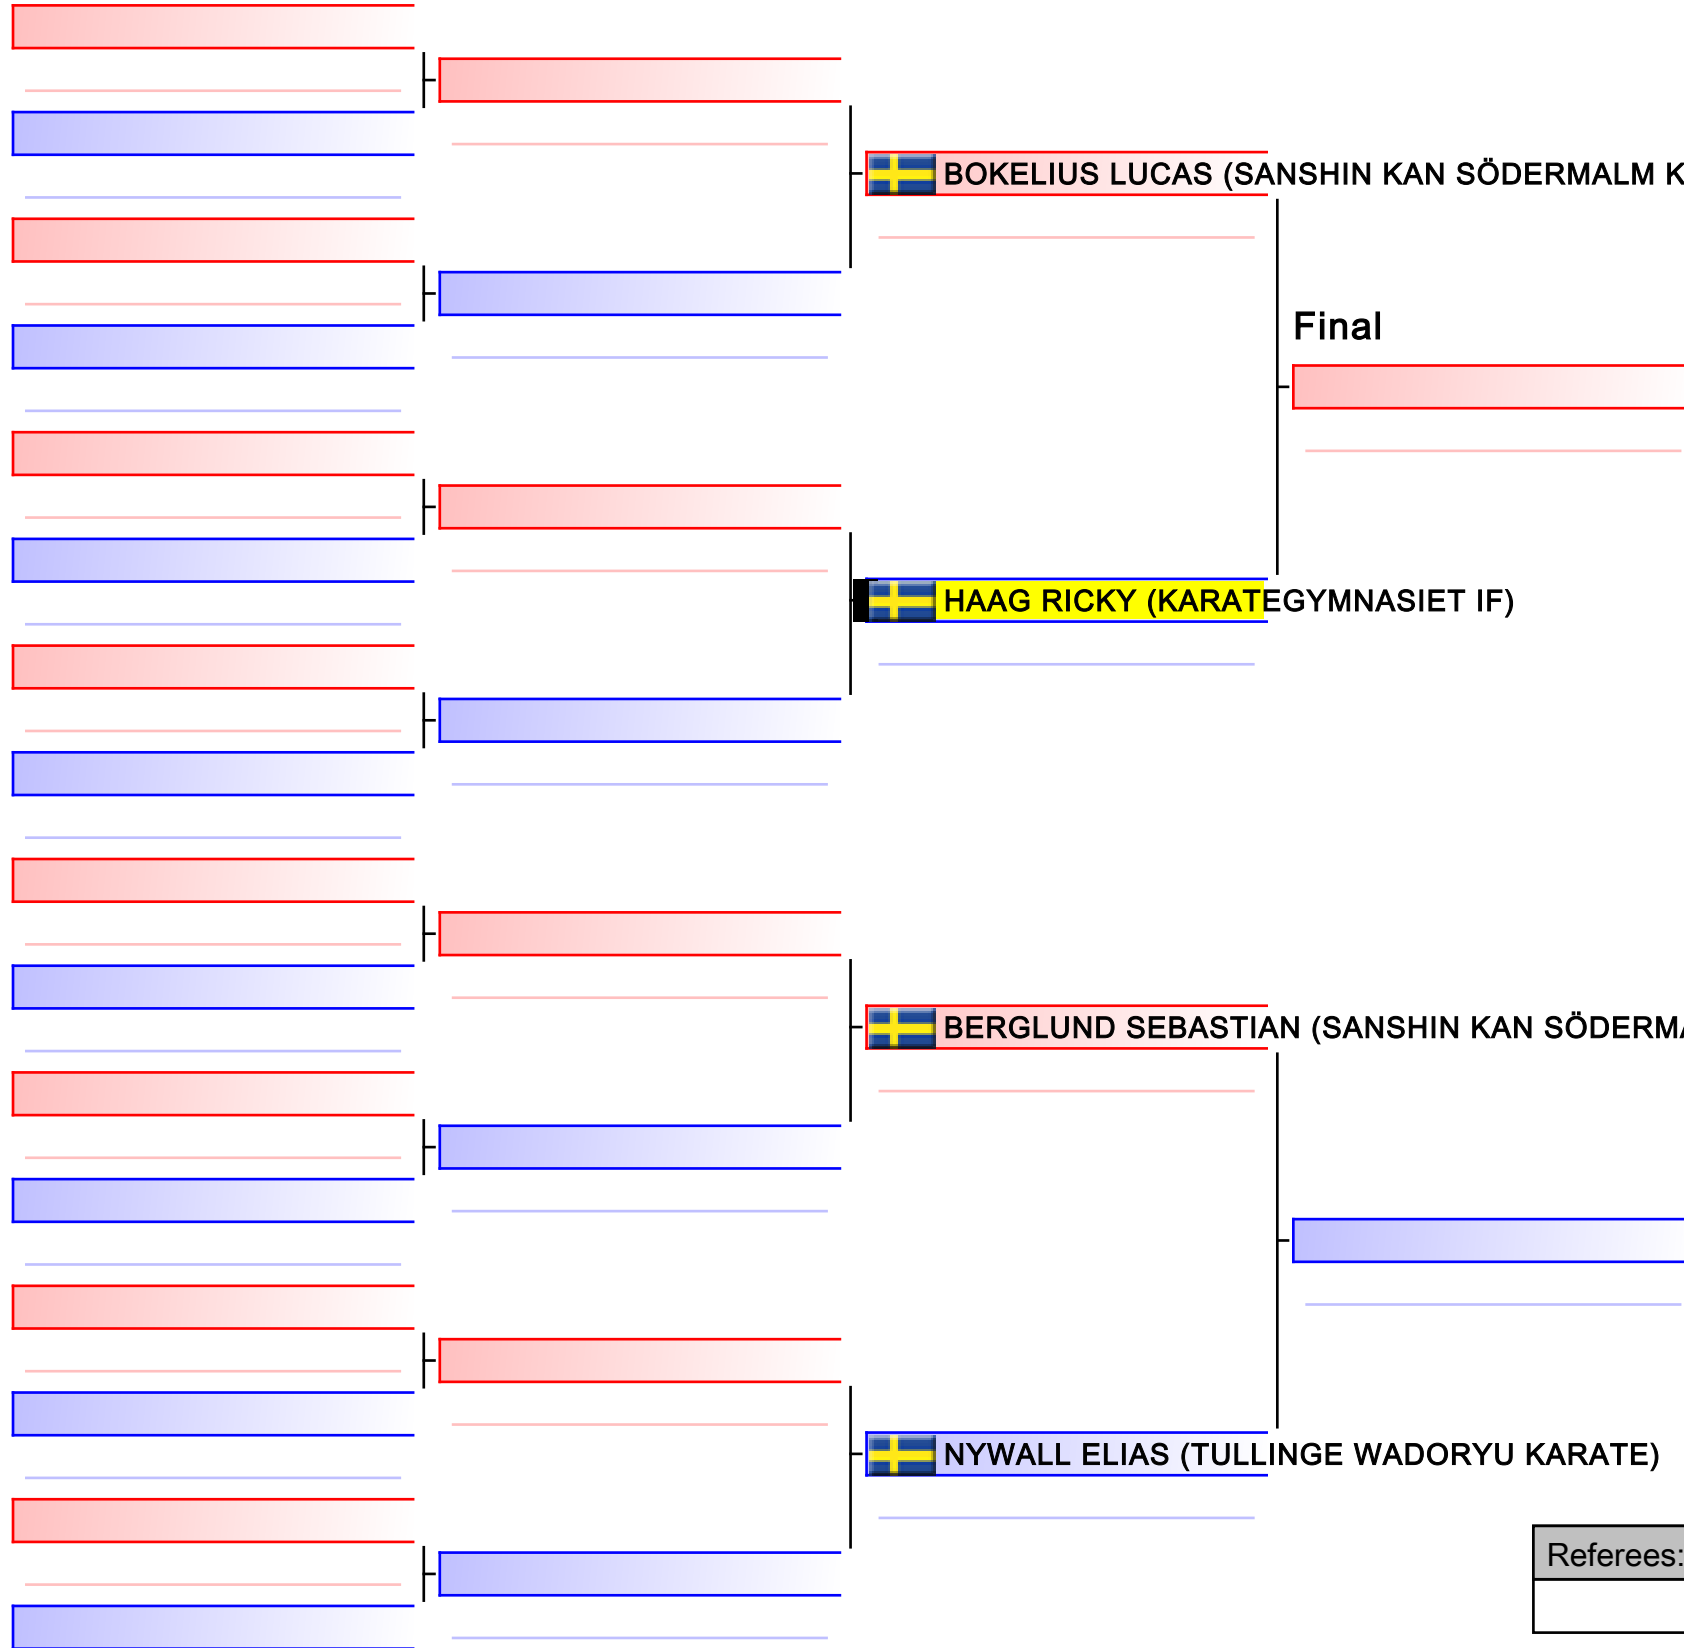 BOKELIUS LUCAS (SANSHIN KAN SÖDERMALM K
Final
HAAG RICKY (KARATEGYMNASIET IF)
BERGLUND SEBASTIAN (SANSHIN KAN SÖDERMA
NYWALL ELIAS (TULLINGE WADORYU KARATE)
Referees: